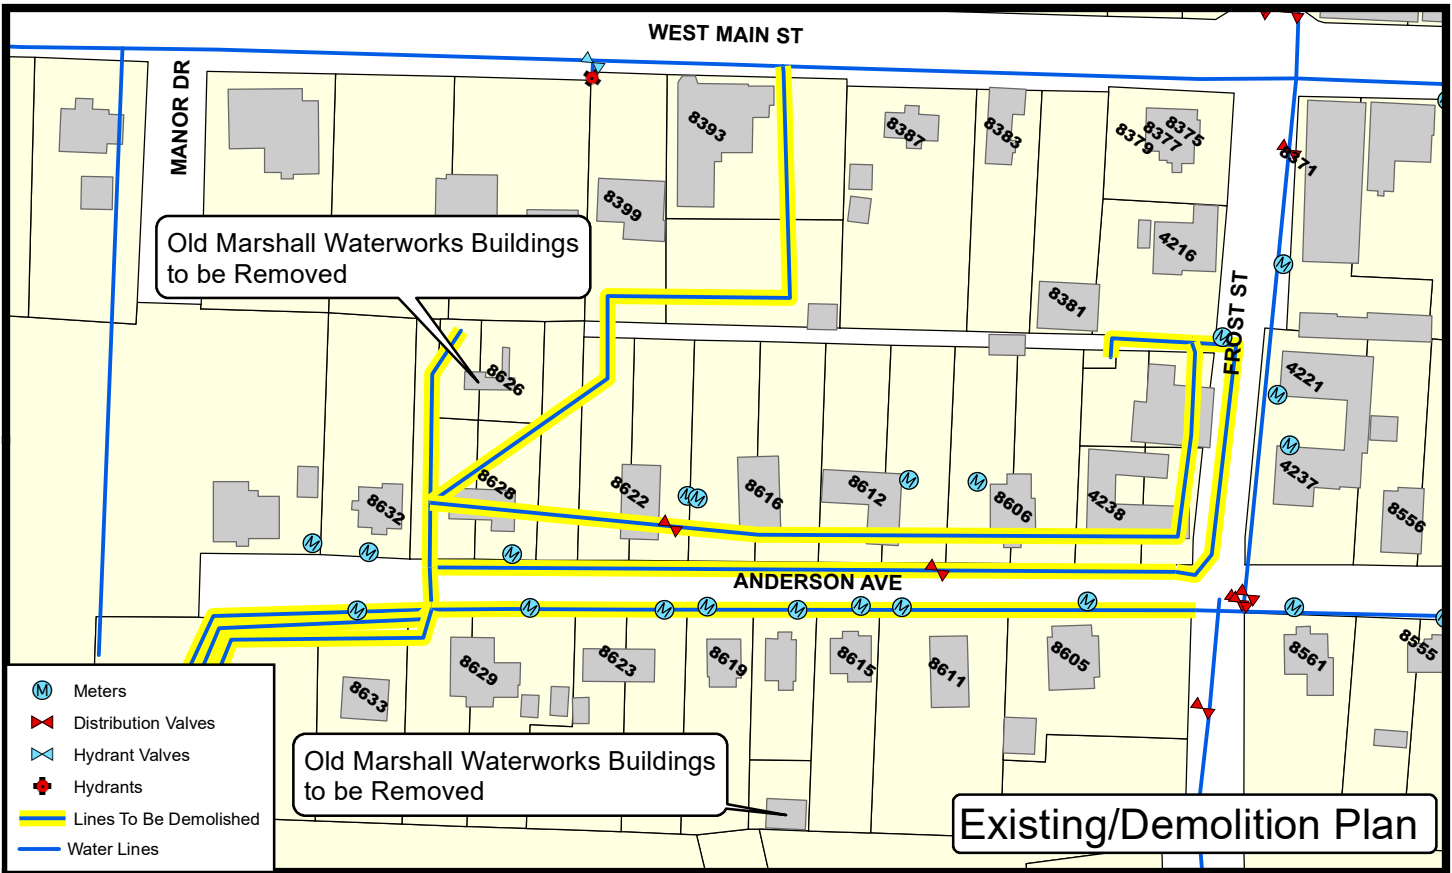 WEST MAIN ST
MANOR DR
8393
8387
8383
8375
8377
8379
8371
8399
4216
Old Marshall Waterworks Buildings
to be Removed
8381
FROST ST
8626
4221
8628
8622
8616
8612
8606
4238
4237
8632
8556
M
M
M
M
M
M
M
M
M
M
ANDERSON AVE
M
M
M
M
M
M
M
M
M
8629
8623
8619
8615
8611
8605
8561
8555
8633
M Meters
Distribution Valves
Hydrant Valves
Hydrants
Lines To Be Demolished
Water Lines
Old Marshall Waterworks Buildings
to be Removed
Existing/Demolition Plan